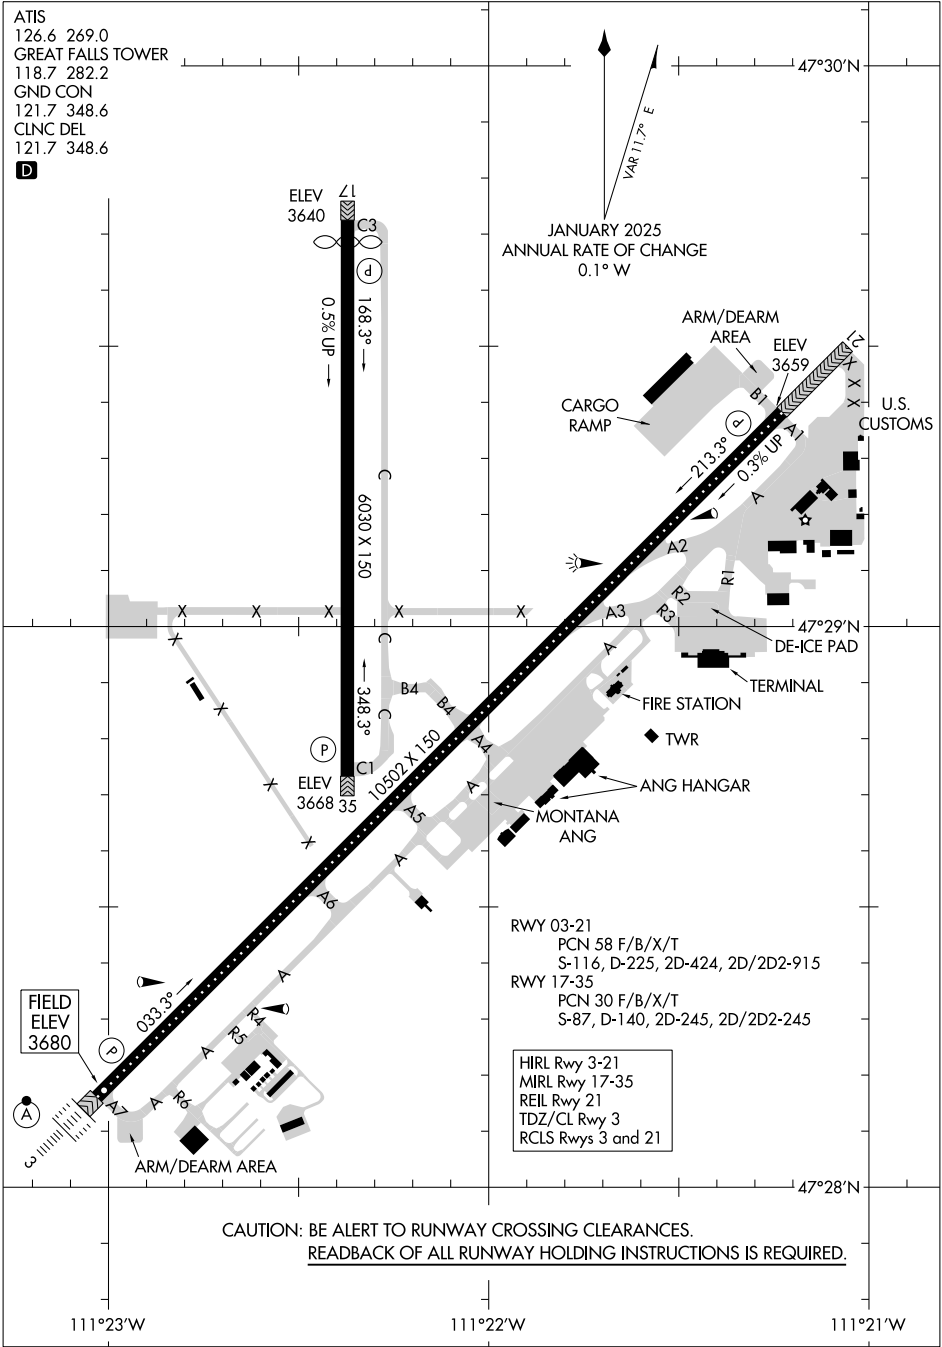 ATIS
126.6 269.0
GREAT FALLS TOWER
118.7 282.2
GND CON
121.7 348.6
CLNC DEL
121.7 348.6
D
47°30'N
VAR 11.7° E
JANUARY 2025
ANNUAL RATE OF CHANGE
0.1° W
ELEV
3640
17
C3
P
0.5% UP
168.3°
C
6030 X 150
X X X X X
C
348.3°
C
P
ELEV
3668
35
C1
X
X
X
X
B4
B4
A4
ARM/DEARM
AREA
ELEV
3659
21
X
X
X
U.S.
CUSTOMS
CARGO
RAMP
B1
A1
P
213.3°
0.3% UP
A
A2
R1
A3
R2
R3
47°29'N
DE-ICE PAD
TERMINAL
A
FIRE STATION
TWR
ANG HANGAR
MONTANA
ANG
10502 X 150
A
A5
A
A6
A
RWY 03-21
PCN 58 F/B/X/T
S-116, D-225, 2D-424, 2D/2D2-915
RWY 17-35
PCN 30 F/B/X/T
S-87, D-140, 2D-245, 2D/2D2-245
FIELD
ELEV
3680
033.3°
P
R4
R5
A
A
A7
R6
A
3
ARM/DEARM AREA
HIRL Rwy 3-21
MIRL Rwy 17-35
REIL Rwy 21
TDZ/CL Rwy 3
RCLS Rwys 3 and 21
47°28'N
CAUTION: BE ALERT TO RUNWAY CROSSING CLEARANCES.
READBACK OF ALL RUNWAY HOLDING INSTRUCTIONS IS REQUIRED.
111°23'W
111°22'W
111°21'W